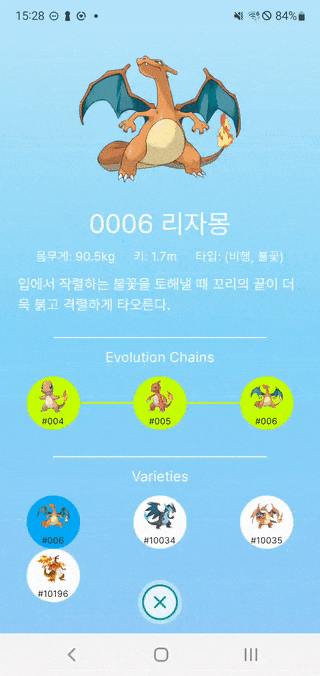 15:28 84%
0006 리자몽
몸무게: 90.5kg 키: 1.7m 타입: (비행, 불꽃)
입에서 작렬하는 불꽃을 토해낼 때 꼬리의 끝이 더
욱 붉고 격렬하게 타오른다.
Evolution Chains
#004 #005 #006
Varieties
#006 #10034 #10035
#10196